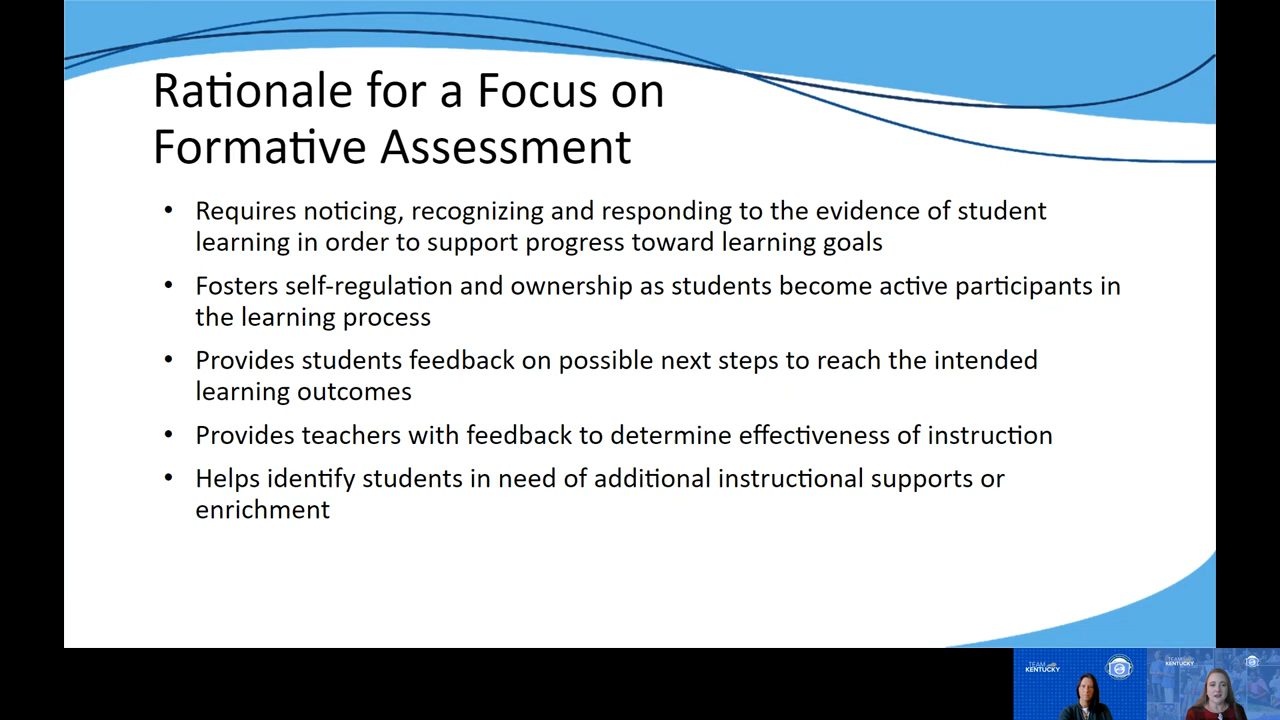 Rationale for a Focus on
Formative Assessment
• Requires noticing, recognizing and responding to the evidence of student
learning in order to support progress toward learning goals
• Fosters self-regulation and ownership as students become active participants in
the learning process
• Provides students feedback on possible next steps to reach the intended
learning outcomes
• Provides teachers with feedback to determine effectiveness of instruction
• Helps identify students in need of additional instructional supports or
enrichment
TEAM
KENTUCKY
TEAM
KENTUCKY